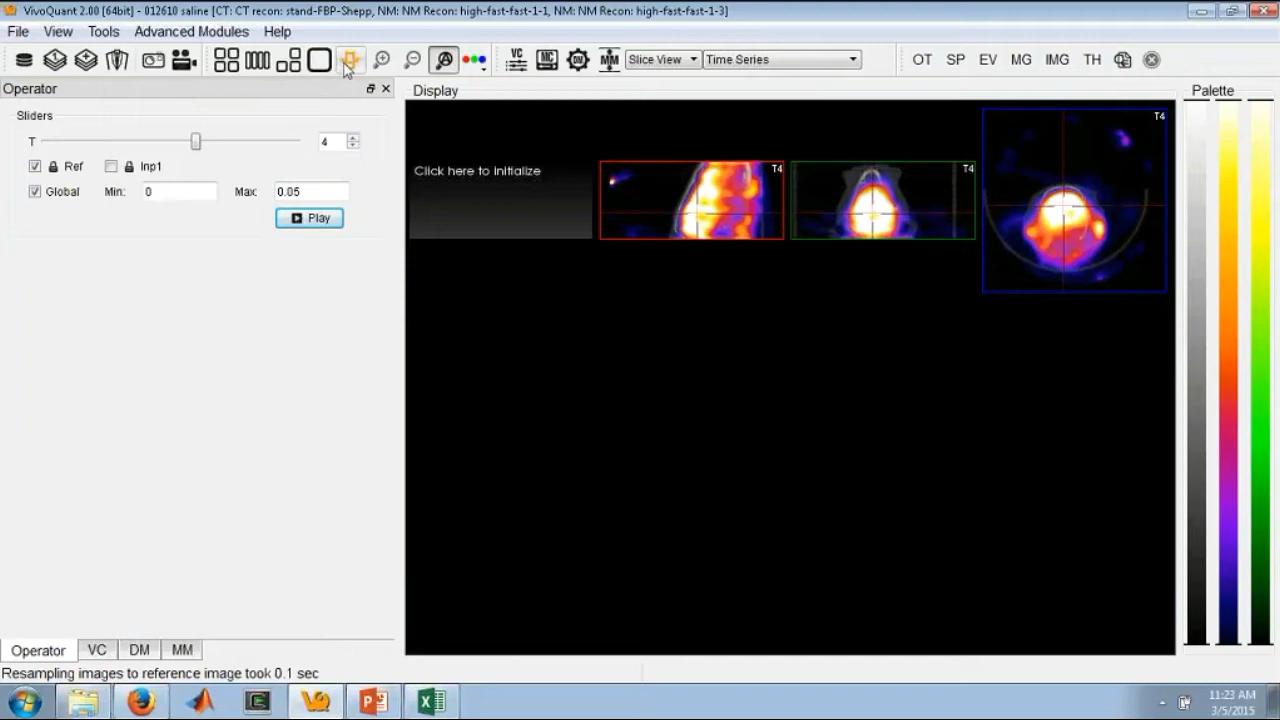 VivoQuant 2.00 [64bit] - 012610 saline [CT: CT recon: stand-FBP-Shepp, NM: NM Recon: high-fast-fast-1-1, NM: NM Recon: high-fast-fast-1-3]
File View Tools Advanced Modules Help
VC MC DM MM Slice View Time Series OT SP EV MG IMG TH
Operator
Display
Palette
Sliders
T 4
Ref Inp1
Global Min: 0 Max: 0.05
Play
Click here to initialize
T4
T4
T4
Operator VC DM MM
Resampling images to reference image took 0.1 sec
11:23 AM
3/5/2015